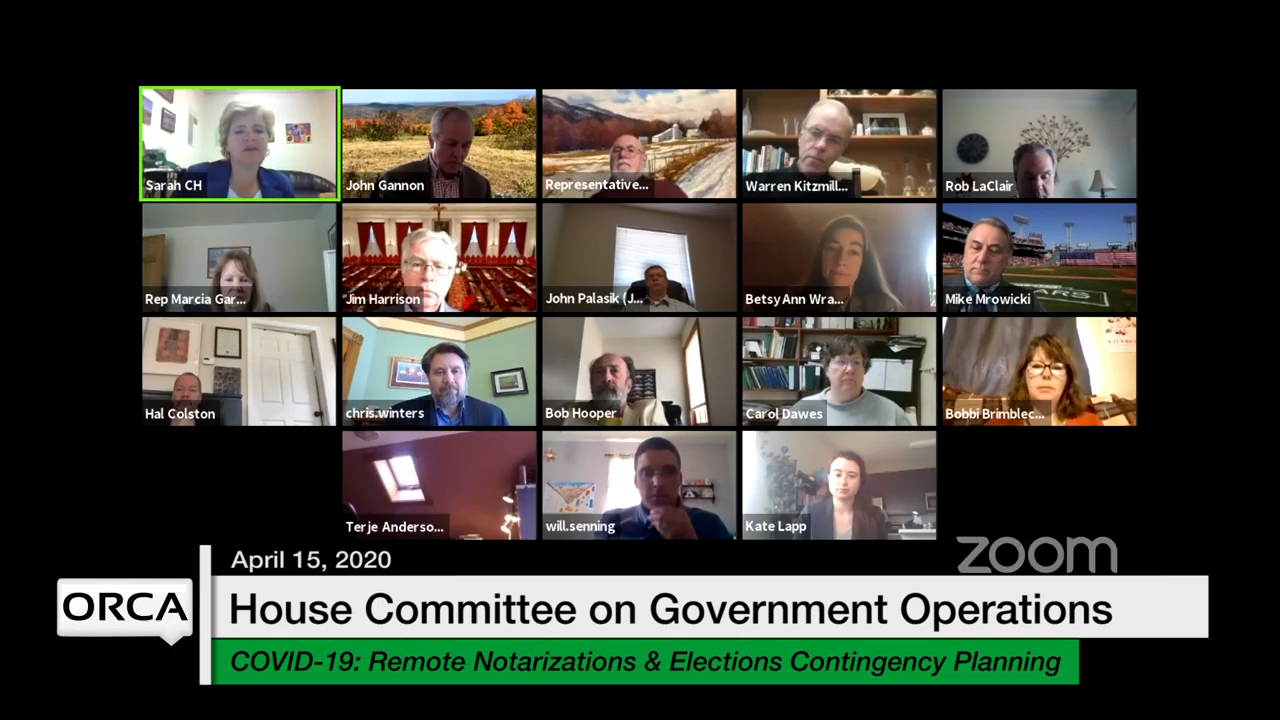 Sarah CH
John Gannon
Representative...
Warren Kitzmill...
Rob LaClair
Rep Marcia Gar...
Jim Harrison
John Palasik (J...
Betsy Ann Wra...
Mike Mrowicki
Hal Colston
chris.winters
Bob Hooper
Carol Dawes
Bobbi Brimblec...
Terje Anderso...
will.senning
Kate Lapp
zoom
April 15, 2020
ORCA
House Committee on Government Operations
COVID-19: Remote Notarizations & Elections Contingency Planning